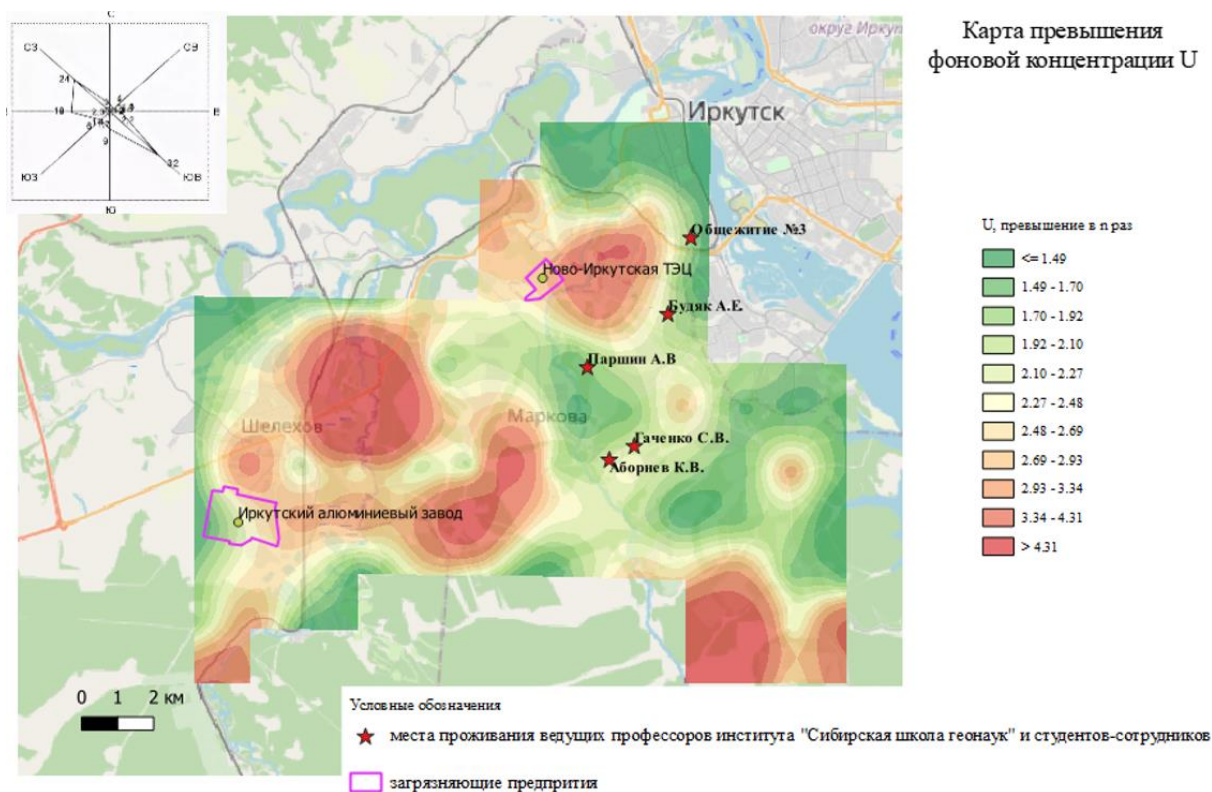 С
СЗ
СВ
24
19
В
6
9
32
ЮЗ
ЮВ
Ю
округ Иркут
Карта превышения
фоновой концентрации U
Иркутск
Общежитие №3
Ново-Иркутская ТЭЦ
Будяк А.Е.
Паршин А.В
Шелехов
Маркова
Гаченко С.В.
Аборнев К.В.
Иркутский алюминиевый завод
U, превышение в n раз
<= 1.49
1.49 - 1.70
1.70 - 1.92
1.92 - 2.10
2.10 - 2.27
2.27 - 2.48
2.48 - 2.69
2.69 - 2.93
2.93 - 3.34
3.34 - 4.31
> 4.31
0 1 2 км
Условные обозначения
места проживания ведущих профессоров института "Сибирская школа геонаук" и студентов-сотрудников
загрязняющие предпрития